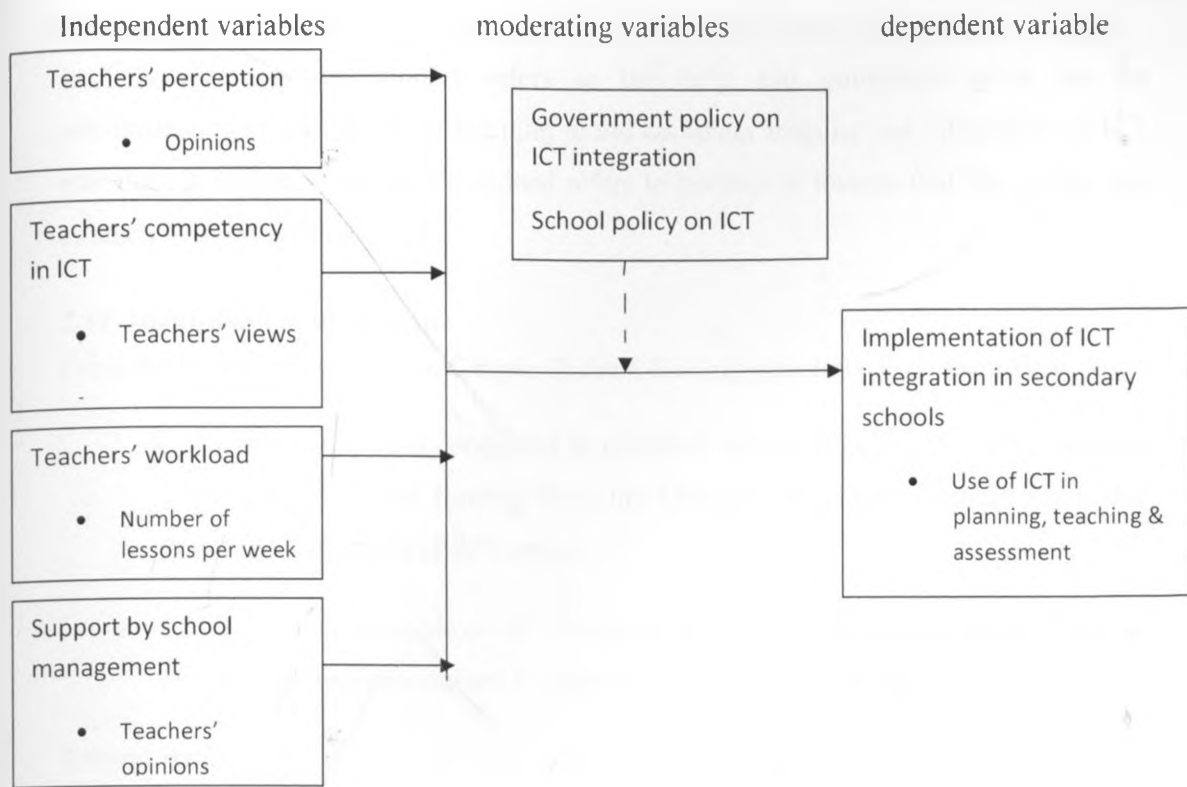 Independent variables
moderating variables
dependent variable
Teachers' perception
• Opinions
Teachers' competency
in ICT
• Teachers' views
Teachers' workload
• Number of
lessons per week
Support by school
management
• Teachers'
opinions
Government policy on
ICT integration
School policy on ICT
Implementation of ICT
integration in secondary
schools
• Use of ICT in
planning, teaching &
assessment